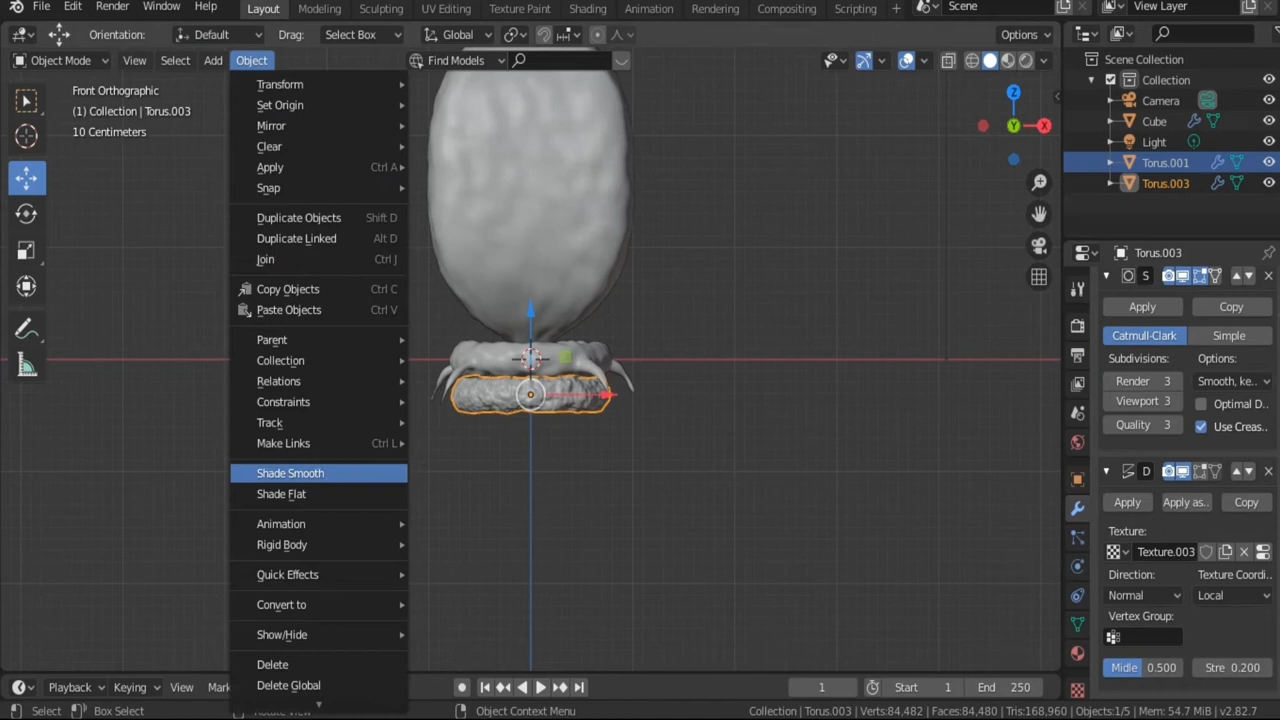 File Edit Render Window Help Layout Modeling Sculpting UV Editing Texture Paint Shading Animation Rendering Compositing Scripting Scene View Layer
Orientation: Default Drag: Select Box Global Options
Object Mode View Select Add Object Find Models
Front Orthographic
(1) Collection | Torus.003
10 Centimeters
Transform
Set Origin
Mirror
Clear
Apply Ctrl A
Snap
Duplicate Objects Shift D
Duplicate Linked Alt D
Join Ctrl J
Copy Objects Ctrl C
Paste Objects Ctrl V
Parent
Collection
Relations
Constraints
Track
Make Links Ctrl L
Shade Smooth
Shade Flat
Animation
Rigid Body
Quick Effects
Convert to
Show/Hide
Delete
Delete Global
Z
Y
X
Scene Collection
Collection
Camera
Cube
Light
Torus.001
Torus.003
Torus.003
S
Apply Copy
Catmull-Clark Simple
Subdivisions: Options:
Render 3 Smooth, ke...
Viewport 3 Optimal D
Quality 3 Use Creas...
D
Apply Apply as.. Copy
Texture:
Texture.003
Direction: Texture Coordi..
Normal Local
Vertex Group:
Midle 0.500 Stre 0.200
Playback Keying View Mark 1 Start 1 End 250
Select Box Select Rotate View Object Context Menu Collection | Torus.003 | Verts:84,482 | Faces:84,480 | Tris:168,960 | Objects:1/5 | Mem: 54.7 MiB | v2.82.7